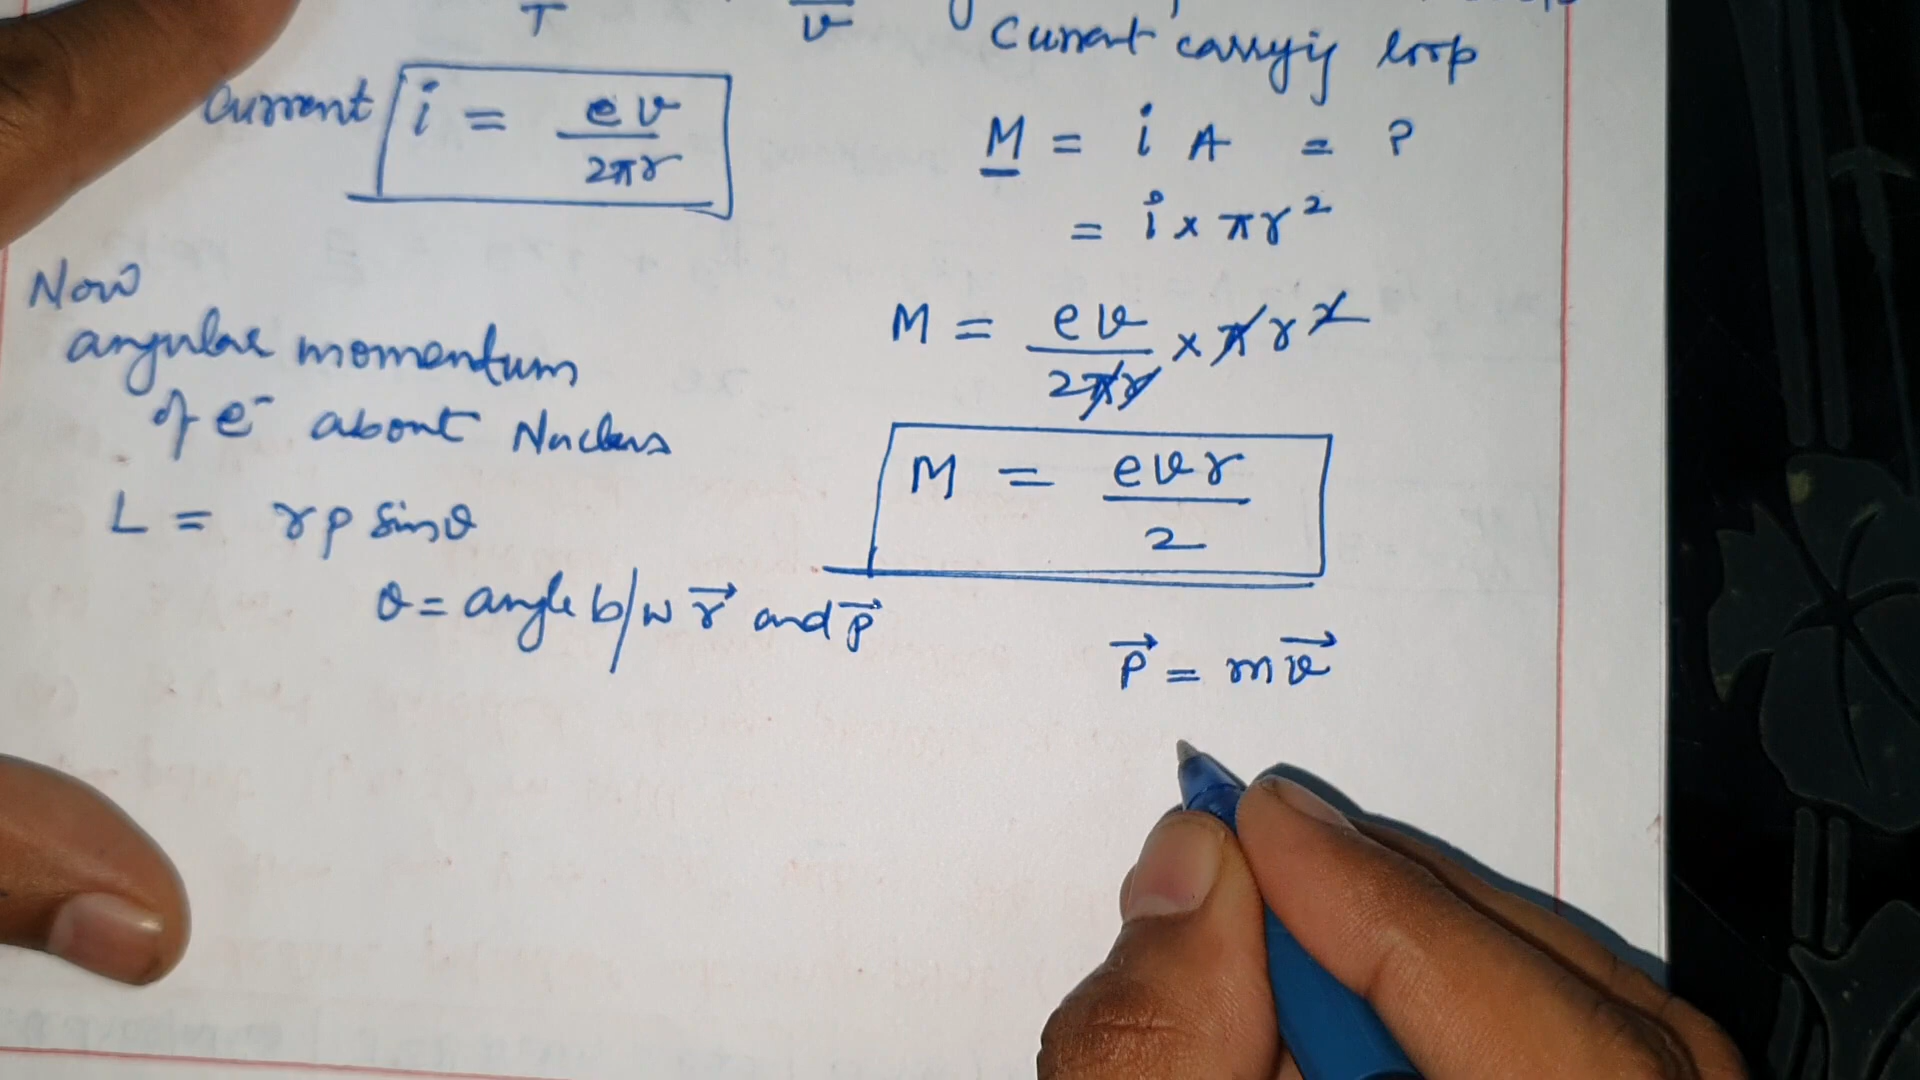 T
v
Current i = ev / 2πr
Now
angular momentum
of e⁻ about Nucleus
L = rp sinθ
θ = angle b/w r⃗ and p⃗
Current carryig loop
M = i A = ?
= i × πr²
M = ev / 2πr × πr²
M = evr / 2
p⃗ = mv⃗